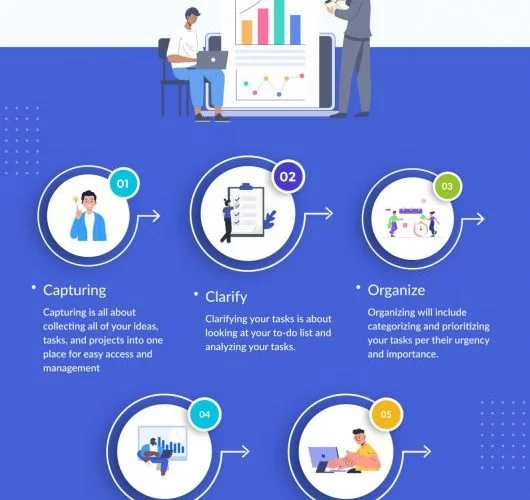 01
02
03
Capturing
Capturing is all about
collecting all of your ideas,
tasks, and projects into one
place for easy access and
management
Clarify
Clarifying your tasks is about
looking at your to-do list and
analyzing your tasks.
Organize
Organizing will include
categorizing and prioritizing
your tasks per their urgency
and importance.
04
05